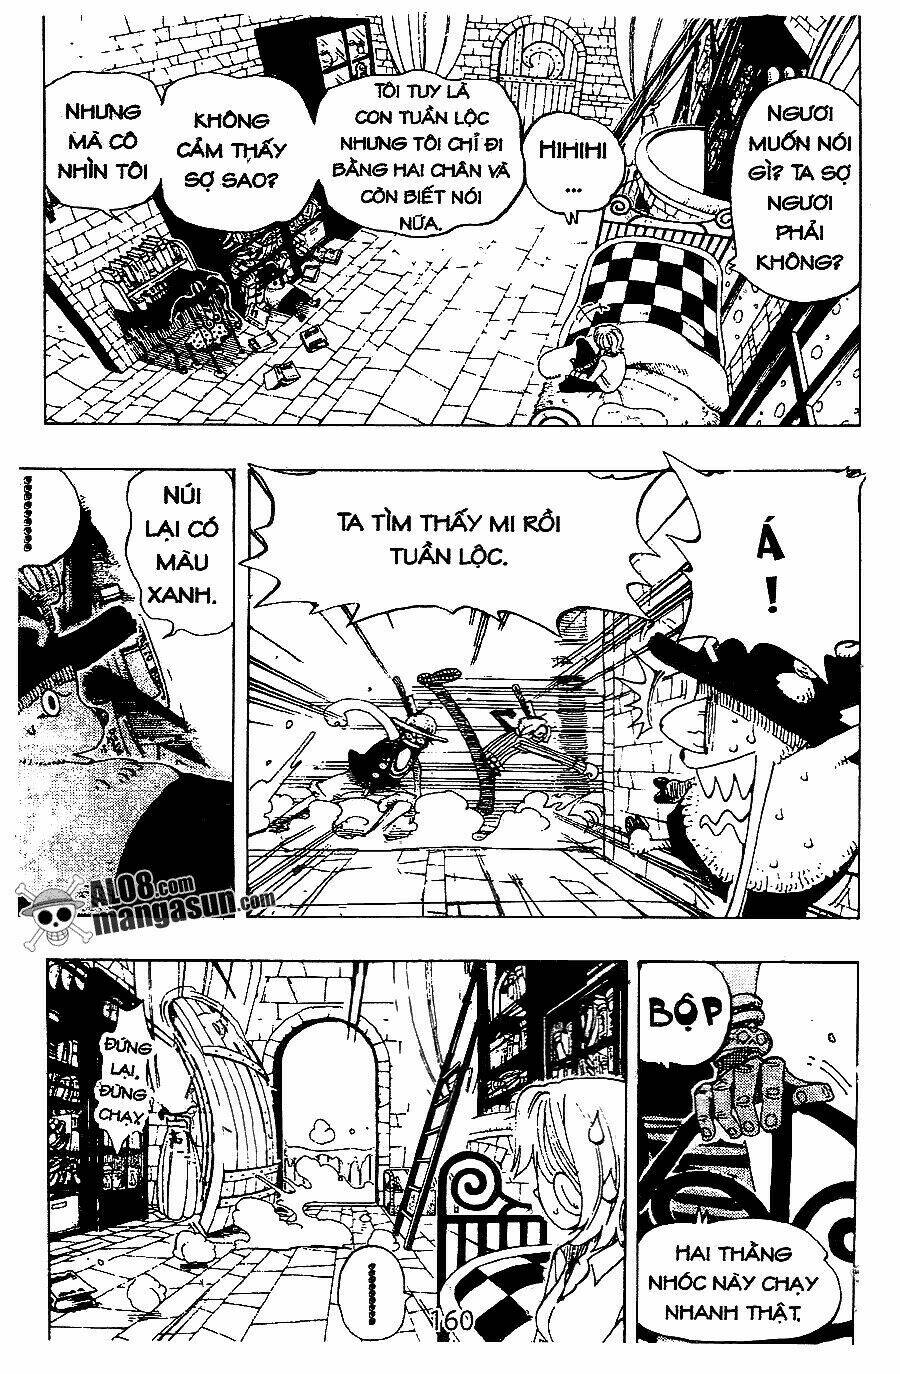 NGƯƠI
MUỐN NÓI
GÌ? TA SỢ
NGƯƠI
PHẢI
KHÔNG?
HIHIHI
...
TÔI TUY LÀ
CON TUẦN LỘC
NHƯNG TÔI CHỈ ĐI
BẰNG HAI CHÂN VÀ
CÒN BIẾT NÓI
NỮA.
KHÔNG
CẢM THẤY
SỢ SAO?
NHƯNG
MÀ CÔ
NHÌN TÔI
Á
!
TA TÌM THẤY MI RỒI
TUẦN LỘC.
NÚI
LẠI CÓ
MÀU
XANH.
.........
AL08.com
mangasun.com
BỘP
HAI THẰNG
NHÓC NÀY CHẠY
NHANH THẬT.
ĐỨNG
LẠI,
ĐỪNG
CHẠY.
.........
160